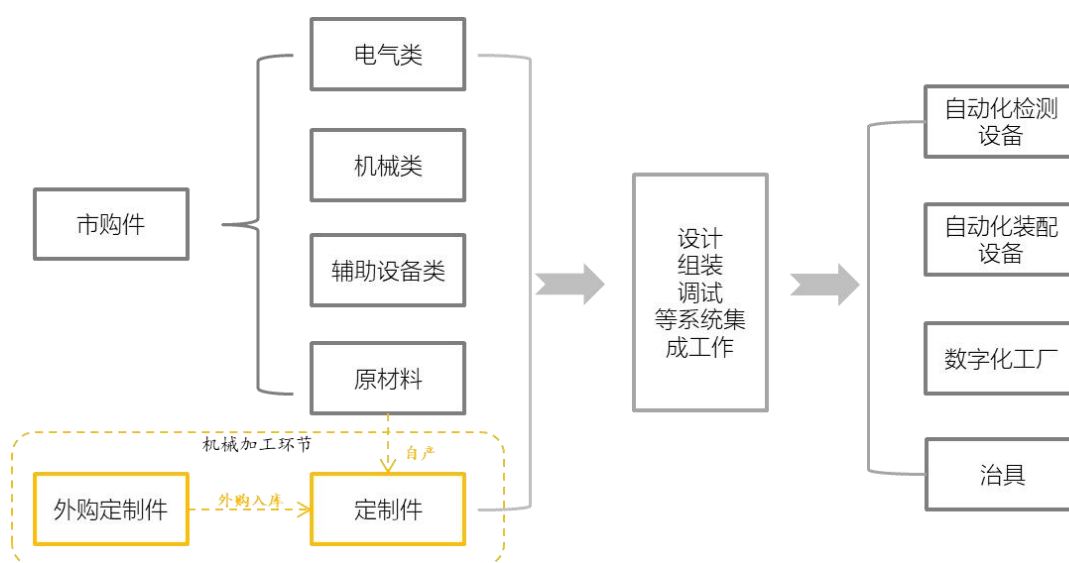 市购件
电气类
机械类
辅助设备类
原材料
机械加工环节
自产
外购定制件
外购入库
定制件
设计
组装
调试
等系统集
成工作
自动化检测
设备
自动化装配
设备
数字化工厂
治具